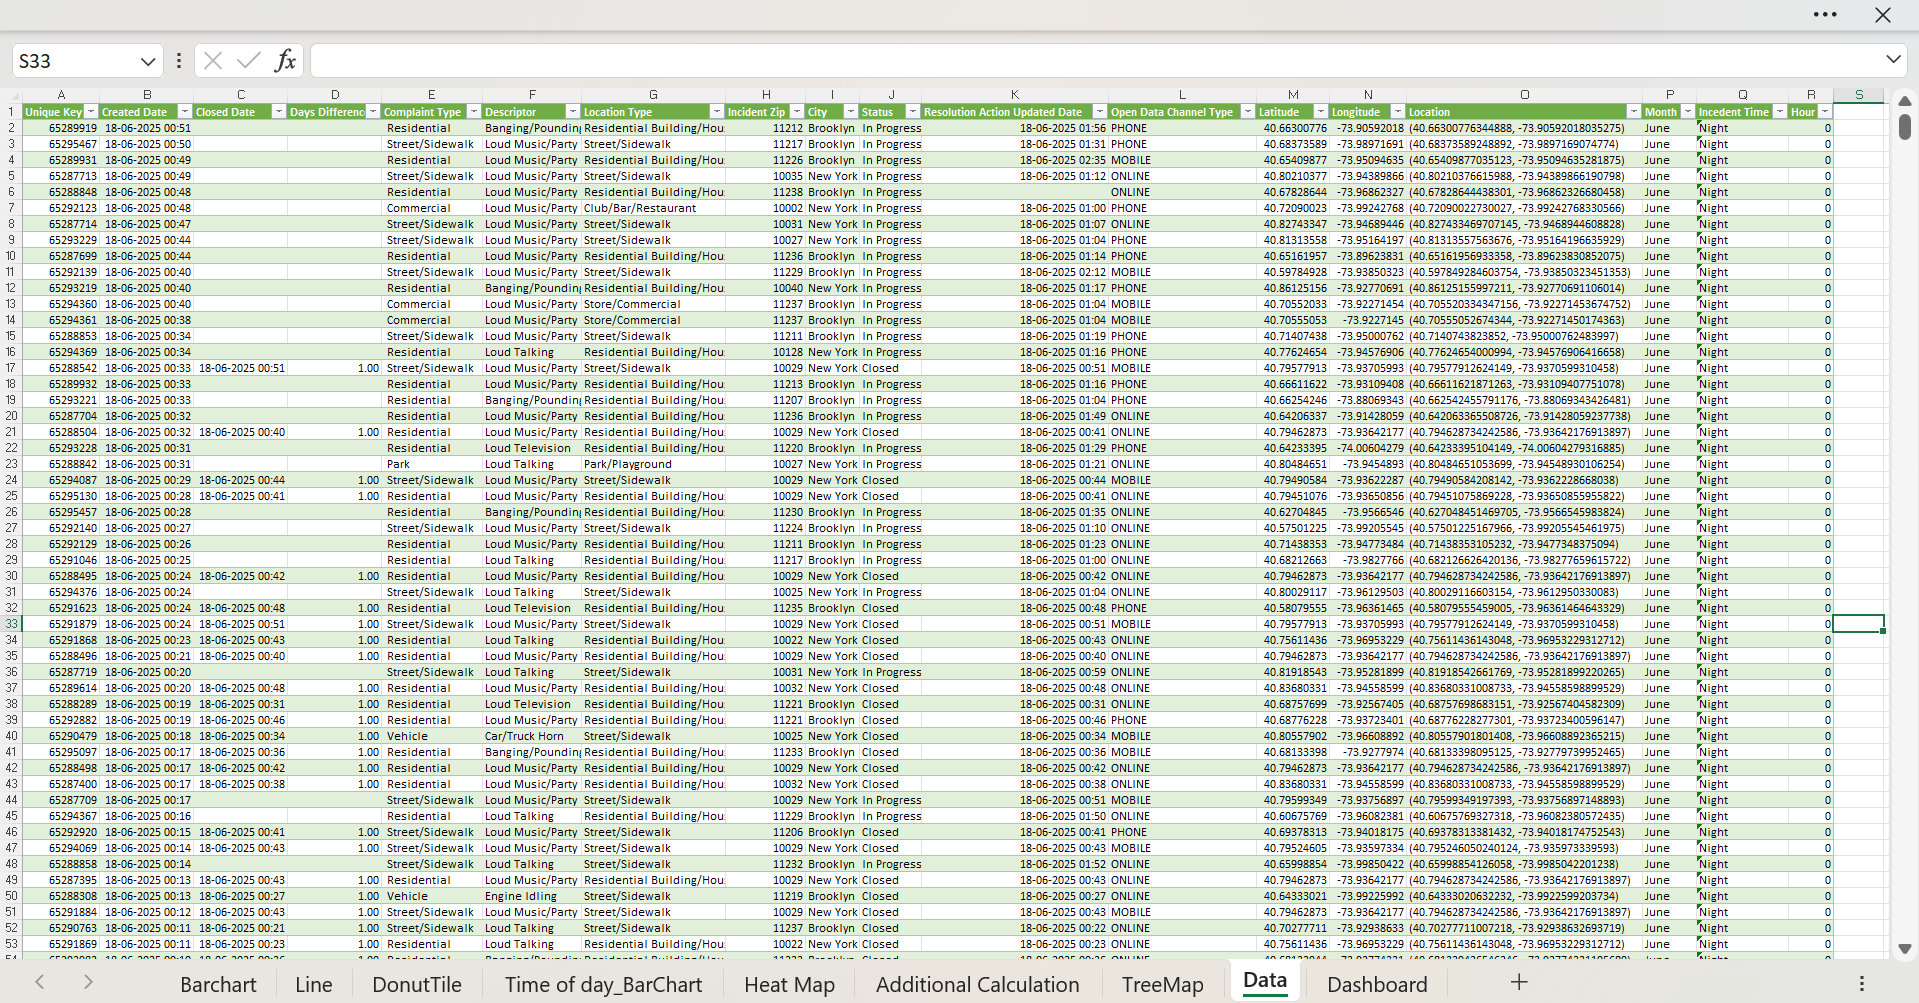 S33
fx
A B C D E F G H I J K L M N O P Q R S
1 Unique Key Created Date Closed Date Days Differenc Complaint Type Descriptor Location Type Incident Zip City Status Resolution Action Updated Date Open Data Channel Type Latitude Longitude Location Month Incedent Time Hour
2 65289919 18-06-2025 00:51 Residential Banging/Pounding Residential Building/Hou 11212 Brooklyn In Progress 18-06-2025 01:56 PHONE 40.66300776 -73.90592018 (40.66300776344888, -73.90592018035275) June Night 0
3 65295467 18-06-2025 00:50 Street/Sidewalk Loud Music/Party Street/Sidewalk 11217 Brooklyn In Progress 18-06-2025 01:31 PHONE 40.68373589 -73.98971691 (40.68373589248892, -73.9897169074774) June Night 0
4 65289931 18-06-2025 00:49 Residential Loud Music/Party Residential Building/Hou 11226 Brooklyn In Progress 18-06-2025 02:35 MOBILE 40.65409877 -73.95094635 (40.65409877035123, -73.95094635281875) June Night 0
5 65287713 18-06-2025 00:49 Street/Sidewalk Loud Music/Party Street/Sidewalk 10035 New York In Progress 18-06-2025 01:12 MOBILE 40.80210377 -73.94389866 (40.80210376615988, -73.94389866190798) June Night 0
6 65288848 18-06-2025 00:48 Residential Loud Music/Party Residential Building/Hou 11238 Brooklyn In Progress ONLINE 40.67828644 -73.96862327 (40.67828644438301, -73.96862326680458) June Night 0
7 65292123 18-06-2025 00:48 Commercial Loud Music/Party Club/Bar/Restaurant 10002 New York In Progress 18-06-2025 01:00 PHONE 40.72090023 -73.99242768 (40.72090022730027, -73.99242768330566) June Night 0
8 65287714 18-06-2025 00:47 Street/Sidewalk Loud Music/Party Street/Sidewalk 10031 New York In Progress 18-06-2025 01:07 ONLINE 40.82743347 -73.94689446 (40.827433469707145, -73.9468944608828) June Night 0
9 65293229 18-06-2025 00:44 Street/Sidewalk Loud Music/Party Street/Sidewalk 10027 New York In Progress 18-06-2025 01:04 PHONE 40.81313558 -73.95164197 (40.81313557563676, -73.95164196635929) June Night 0
10 65287699 18-06-2025 00:44 Residential Loud Music/Party Residential Building/Hou 11236 Brooklyn In Progress 18-06-2025 01:14 PHONE 40.65161957 -73.89623831 (40.65161956933358, -73.89623830852075) June Night 0
11 65292139 18-06-2025 00:40 Street/Sidewalk Loud Music/Party Street/Sidewalk 11229 Brooklyn In Progress 18-06-2025 02:12 MOBILE 40.59784928 -73.93850323 (40.597849284603754, -73.93850323451353) June Night 0
12 65293219 18-06-2025 00:40 Residential Banging/Pounding Residential Building/Hou 10040 New York In Progress 18-06-2025 01:17 PHONE 40.86125156 -73.92770691 (40.86125155997211, -73.92770691106014) June Night 0
13 65294360 18-06-2025 00:40 Commercial Loud Music/Party Store/Commercial 11237 Brooklyn In Progress 18-06-2025 01:04 MOBILE 40.70552033 -73.92271454 (40.705520334347156, -73.92271453674752) June Night 0
14 65294361 18-06-2025 00:38 Commercial Loud Music/Party Store/Commercial 11237 Brooklyn In Progress 18-06-2025 01:04 MOBILE 40.70555053 -73.9227145 (40.70555052674344, -73.92271450174363) June Night 0
15 65288853 18-06-2025 00:34 Street/Sidewalk Loud Music/Party Street/Sidewalk 11211 Brooklyn In Progress 18-06-2025 01:19 PHONE 40.71407438 -73.95000762 (40.7140743823852, -73.95000762483997) June Night 0
16 65294369 18-06-2025 00:34 Residential Loud Talking Residential Building/Hou 10128 New York In Progress 18-06-2025 01:16 PHONE 40.77624654 -73.94576906 (40.77624654000994, -73.94576906416658) June Night 0
17 65288542 18-06-2025 00:33 18-06-2025 00:51 1.00 Street/Sidewalk Loud Music/Party Street/Sidewalk 10029 New York Closed 18-06-2025 00:51 MOBILE 40.79577913 -73.93705993 (40.79577912624149, -73.9370599310458) June Night 0
18 65289932 18-06-2025 00:33 Residential Loud Music/Party Residential Building/Hou 11213 Brooklyn In Progress 18-06-2025 01:16 PHONE 40.66611622 -73.93109408 (40.66611621871263, -73.93109407751078) June Night 0
19 65293221 18-06-2025 00:33 Residential Banging/Pounding Residential Building/Hou 11207 Brooklyn In Progress 18-06-2025 01:04 PHONE 40.66254246 -73.88069343 (40.662542455791176, -73.88069343426481) June Night 0
20 65287704 18-06-2025 00:32 Residential Loud Music/Party Residential Building/Hou 11236 Brooklyn In Progress 18-06-2025 01:49 ONLINE 40.64206337 -73.91428059 (40.642063365508726, -73.91428059237738) June Night 0
21 65288504 18-06-2025 00:32 18-06-2025 00:40 1.00 Residential Loud Music/Party Residential Building/Hou 10029 New York Closed 18-06-2025 00:41 ONLINE 40.79462873 -73.93642177 (40.794628734242586, -73.93642176913897) June Night 0
22 65293228 18-06-2025 00:31 Residential Loud Television Residential Building/Hou 11220 Brooklyn In Progress 18-06-2025 01:29 PHONE 40.64233395 -74.00604279 (40.64233395104149, -74.00604279316885) June Night 0
23 65288842 18-06-2025 00:31 Park Loud Talking Park/Playground 10027 New York In Progress 18-06-2025 01:21 ONLINE 40.80484651 -73.9454893 (40.80484651053699, -73.94548930106254) June Night 0
24 65294087 18-06-2025 00:29 18-06-2025 00:44 1.00 Street/Sidewalk Loud Music/Party Street/Sidewalk 10029 New York Closed 18-06-2025 00:44 MOBILE 40.79490584 -73.93622287 (40.79490584208142, -73.9362228668038) June Night 0
25 65295130 18-06-2025 00:28 18-06-2025 00:41 1.00 Residential Loud Music/Party Residential Building/Hou 10029 New York Closed 18-06-2025 00:41 ONLINE 40.79451076 -73.93650856 (40.79451075869228, -73.93650855955822) June Night 0
26 65295457 18-06-2025 00:28 Residential Banging/Pounding Residential Building/Hou 11230 Brooklyn In Progress 18-06-2025 01:35 ONLINE 40.62704845 -73.9566546 (40.627048451469705, -73.9566545983824) June Night 0
27 65292140 18-06-2025 00:27 Street/Sidewalk Loud Music/Party Street/Sidewalk 11224 Brooklyn In Progress 18-06-2025 01:10 ONLINE 40.57501225 -73.99205545 (40.57501225167966, -73.99205545461975) June Night 0
28 65292129 18-06-2025 00:26 Residential Loud Music/Party Residential Building/Hou 11211 Brooklyn In Progress 18-06-2025 01:23 ONLINE 40.71438353 -73.94773484 (40.71438353105232, -73.9477348375094) June Night 0
29 65291046 18-06-2025 00:25 Residential Loud Talking Residential Building/Hou 11217 Brooklyn In Progress 18-06-2025 01:00 ONLINE 40.68212663 -73.9827766 (40.682126626420136, -73.98277659615722) June Night 0
30 65288495 18-06-2025 00:24 18-06-2025 00:42 1.00 Residential Loud Music/Party Residential Building/Hou 10029 New York Closed 18-06-2025 00:42 ONLINE 40.79462873 -73.93642177 (40.794628734242586, -73.93642176913897) June Night 0
31 65294376 18-06-2025 00:24 Street/Sidewalk Loud Talking Street/Sidewalk 10025 New York In Progress 18-06-2025 01:04 ONLINE 40.80029117 -73.96129503 (40.80029116603154, -73.9612950330083) June Night 0
32 65291623 18-06-2025 00:24 18-06-2025 00:48 1.00 Residential Loud Television Residential Building/Hou 11235 Brooklyn Closed 18-06-2025 00:48 PHONE 40.58079555 -73.96361465 (40.58079555459005, -73.96361464643329) June Night 0
33 65291879 18-06-2025 00:24 18-06-2025 00:51 1.00 Street/Sidewalk Loud Music/Party Street/Sidewalk 10029 New York Closed 18-06-2025 00:51 MOBILE 40.79577913 -73.93705993 (40.79577912624149, -73.9370599310458) June Night 0
34 65291868 18-06-2025 00:23 18-06-2025 00:43 1.00 Residential Loud Talking Residential Building/Hou 10022 New York Closed 18-06-2025 00:43 ONLINE 40.75611436 -73.96953229 (40.75611436143048, -73.96953229312712) June Night 0
35 65288496 18-06-2025 00:21 18-06-2025 00:40 1.00 Residential Loud Music/Party Residential Building/Hou 10029 New York Closed 18-06-2025 00:40 ONLINE 40.79462873 -73.93642177 (40.794628734242586, -73.93642176913897) June Night 0
36 65287719 18-06-2025 00:20 Street/Sidewalk Loud Talking Street/Sidewalk 10031 New York In Progress 18-06-2025 00:59 ONLINE 40.81918543 -73.95281899 (40.81918542661769, -73.95281899220265) June Night 0
37 65289614 18-06-2025 00:20 18-06-2025 00:48 1.00 Residential Loud Music/Party Residential Building/Hou 10032 New York Closed 18-06-2025 00:48 ONLINE 40.83680331 -73.94558599 (40.83680331008733, -73.94558598899529) June Night 0
38 65288289 18-06-2025 00:19 18-06-2025 00:31 1.00 Residential Loud Television Residential Building/Hou 11221 Brooklyn Closed 18-06-2025 00:31 ONLINE 40.68757699 -73.92567405 (40.68757698683151, -73.92567404582309) June Night 0
39 65292882 18-06-2025 00:19 18-06-2025 00:46 1.00 Residential Loud Music/Party Residential Building/Hou 11221 Brooklyn Closed 18-06-2025 00:46 PHONE 40.68776228 -73.93723401 (40.68776228277301, -73.93723400596147) June Night 0
40 65290479 18-06-2025 00:18 18-06-2025 00:34 1.00 Vehicle Car/Truck Horn Street/Sidewalk 10025 New York Closed 18-06-2025 00:34 MOBILE 40.80557902 -73.96608892 (40.80557901801408, -73.96608892365215) June Night 0
41 65295097 18-06-2025 00:17 18-06-2025 00:36 1.00 Residential Banging/Pounding Residential Building/Hou 11233 Brooklyn Closed 18-06-2025 00:36 MOBILE 40.68133398 -73.9277974 (40.68133398095125, -73.92779739952465) June Night 0
42 65288498 18-06-2025 00:17 18-06-2025 00:42 1.00 Residential Loud Music/Party Residential Building/Hou 10029 New York Closed 18-06-2025 00:42 ONLINE 40.79462873 -73.93642177 (40.794628734242586, -73.93642176913897) June Night 0
43 65287400 18-06-2025 00:17 18-06-2025 00:38 1.00 Residential Loud Music/Party Residential Building/Hou 10032 New York Closed 18-06-2025 00:38 ONLINE 40.83680331 -73.94558599 (40.83680331008733, -73.94558598899529) June Night 0
44 65287709 18-06-2025 00:17 Street/Sidewalk Loud Music/Party Street/Sidewalk 10029 New York In Progress 18-06-2025 00:51 MOBILE 40.79599349 -73.93756897 (40.79599349197393, -73.93756897148893) June Night 0
45 65294367 18-06-2025 00:16 Residential Loud Talking Residential Building/Hou 11229 Brooklyn In Progress 18-06-2025 01:50 ONLINE 40.60675769 -73.96082381 (40.60675769327318, -73.96082380572435) June Night 0
46 65292920 18-06-2025 00:15 18-06-2025 00:41 1.00 Street/Sidewalk Loud Music/Party Street/Sidewalk 11206 Brooklyn Closed 18-06-2025 00:41 PHONE 40.69378313 -73.94018175 (40.69378313381432, -73.94018174752543) June Night 0
47 65294069 18-06-2025 00:14 18-06-2025 00:43 1.00 Street/Sidewalk Loud Music/Party Street/Sidewalk 10029 New York Closed 18-06-2025 00:43 MOBILE 40.79524605 -73.93597334 (40.795246050240124, -73.935973339593) June Night 0
48 65288858 18-06-2025 00:14 Street/Sidewalk Loud Talking Street/Sidewalk 11232 Brooklyn In Progress 18-06-2025 01:52 ONLINE 40.65998854 -73.99850422 (40.65998854126058, -73.9985042201238) June Night 0
49 65287395 18-06-2025 00:13 18-06-2025 00:43 1.00 Residential Loud Music/Party Residential Building/Hou 10029 New York Closed 18-06-2025 00:43 ONLINE 40.79462873 -73.93642177 (40.794628734242586, -73.93642176913897) June Night 0
50 65288308 18-06-2025 00:13 18-06-2025 00:27 1.00 Vehicle Engine Idling Street/Sidewalk 11219 Brooklyn Closed 18-06-2025 00:27 ONLINE 40.64333021 -73.99225992 (40.64333020632232, -73.9922599203734) June Night 0
51 65291884 18-06-2025 00:12 18-06-2025 00:43 1.00 Street/Sidewalk Loud Music/Party Street/Sidewalk 10029 New York Closed 18-06-2025 00:43 MOBILE 40.79462873 -73.93642177 (40.794628734242586, -73.93642176913897) June Night 0
52 65290763 18-06-2025 00:11 18-06-2025 00:21 1.00 Street/Sidewalk Loud Talking Street/Sidewalk 11237 Brooklyn Closed 18-06-2025 00:22 ONLINE 40.70277711 -73.92938633 (40.70277711007218, -73.92938632693719) June Night 0
53 65291869 18-06-2025 00:11 18-06-2025 00:23 1.00 Residential Loud Talking Residential Building/Hou 10022 New York Closed 18-06-2025 00:23 ONLINE 40.75611436 -73.96953229 (40.75611436143048, -73.96953229312712) June Night 0
Barchart Line DonutTile Time of day_BarChart Heat Map Additional Calculation TreeMap Data Dashboard